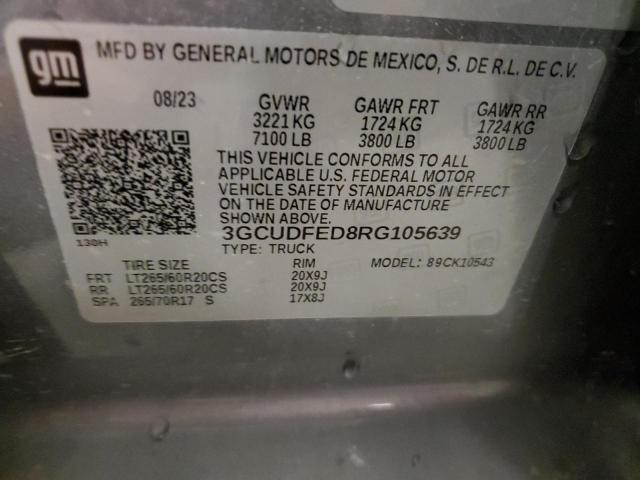 gm
MFD BY GENERAL MOTORS DE MEXICO, S. DE R.L. DE C.V.
08/23 GVWR GAWR FRT GAWR RR
3221 KG 1724 KG 1724 KG
7100 LB 3800 LB 3800 LB
THIS VEHICLE CONFORMS TO ALL
APPLICABLE U.S. FEDERAL MOTOR
VEHICLE SAFETY STANDARDS IN EFFECT
ON THE DATE OF MANUFACTURE
SHOWN ABOVE.
130H
3GCUDFED8RG105639
TYPE: TRUCK
TIRE SIZE RIM MODEL: 89CK10543
FRT LT265/60R20CS 20X9J
RR LT265/60R20CS 20X9J
SPA 265/70R17 S 17X8J